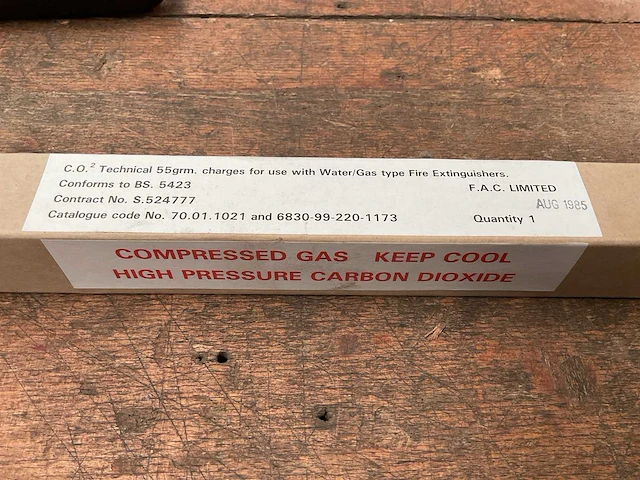 C.O.² Technical 55grm. charges for use with Water/Gas type Fire Extinguishers.
Conforms to BS. 5423
F.A.C. LIMITED
Contract No. S.524777
AUG 1985
Catalogue code No. 70.01.1021 and 6830-99-220-1173
Quantity 1
COMPRESSED GAS KEEP COOL
HIGH PRESSURE CARBON DIOXIDE